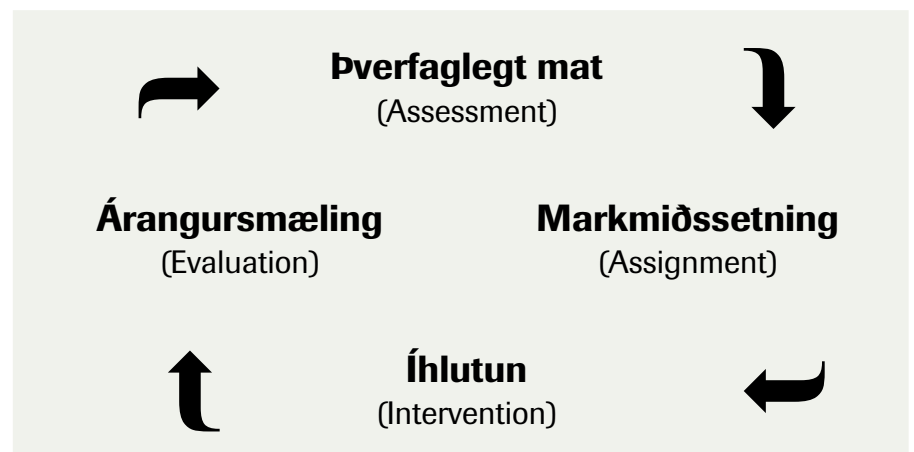 Þverfaglegt mat
(Assessment)
Árangursmæling
(Evaluation)
Markmiðssetning
(Assignment)
Íhlutun
(Intervention)